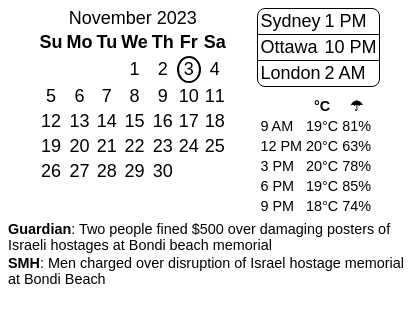 November 2023
Su Mo Tu We Th Fr Sa
1 2 3 4
5 6 7 8 9 10 11
12 13 14 15 16 17 18
19 20 21 22 23 24 25
26 27 28 29 30
Sydney 1 PM
Ottawa 10 PM
London 2 AM
°C ☂
9 AM 19°C 81%
12 PM 20°C 63%
3 PM 20°C 78%
6 PM 19°C 85%
9 PM 18°C 74%
Guardian: Two people fined $500 over damaging posters of
Israeli hostages at Bondi beach memorial
SMH: Men charged over disruption of Israel hostage memorial
at Bondi Beach